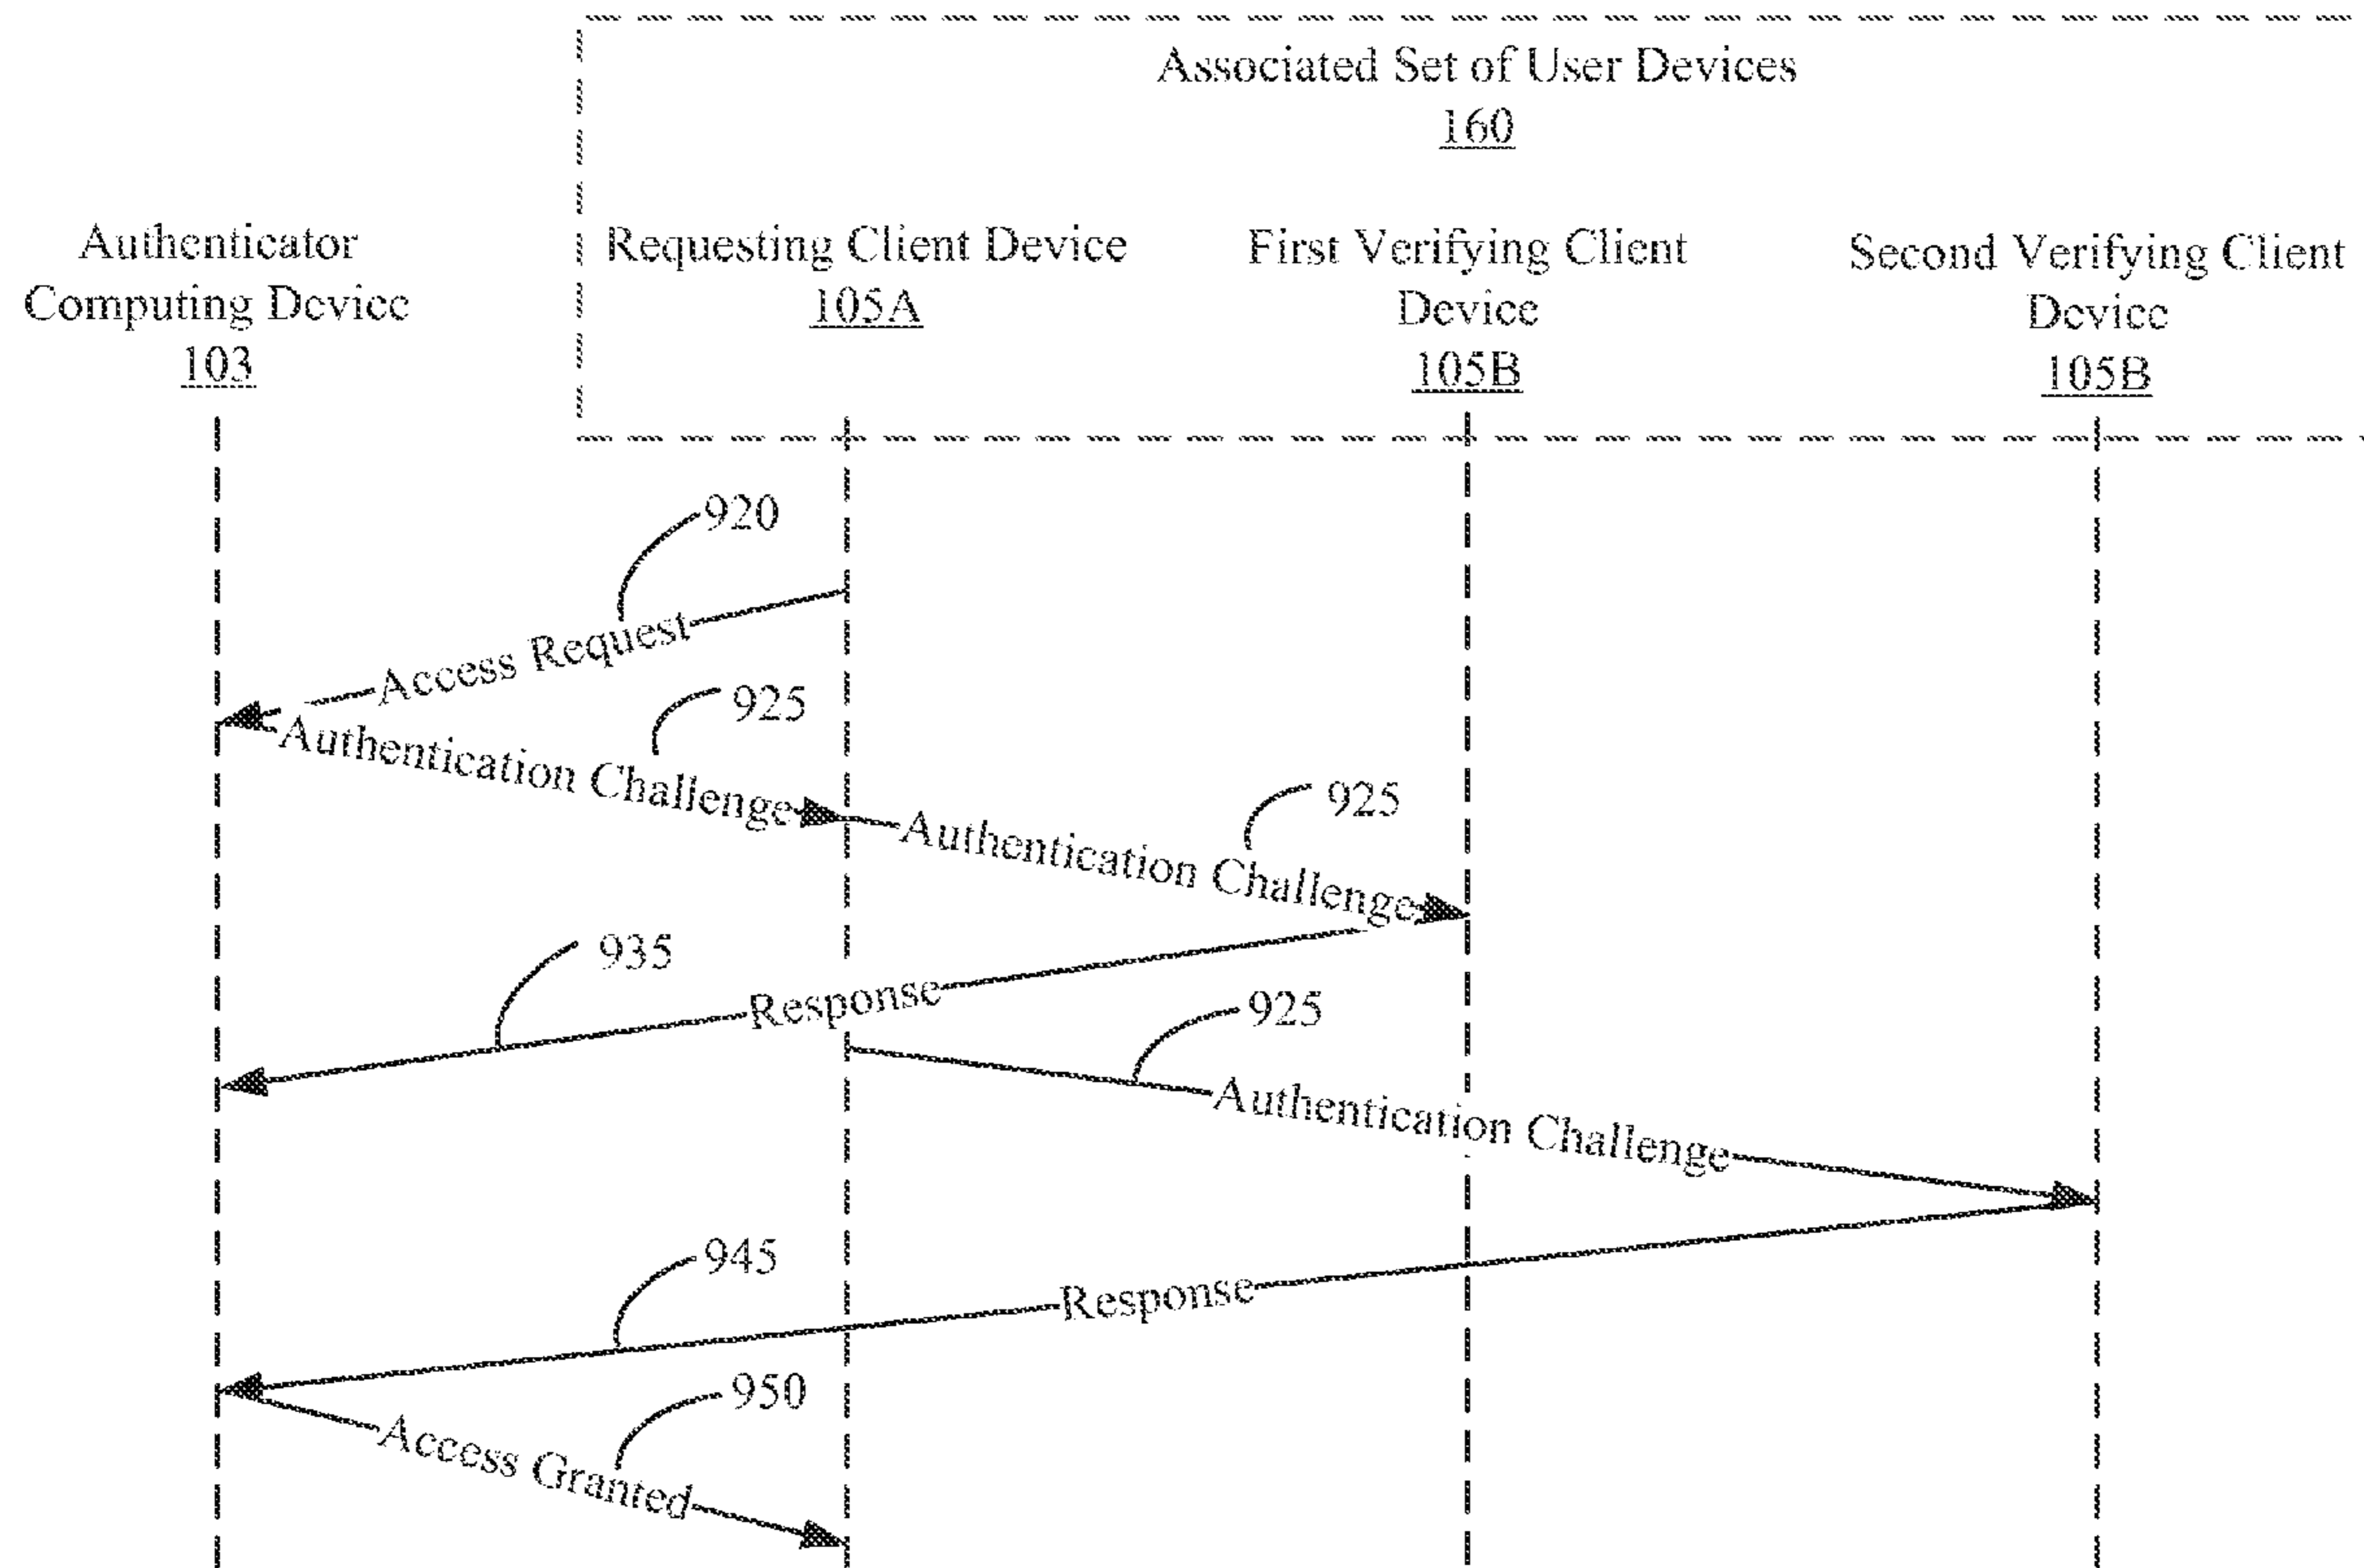 Associated Set of User Devices
160
Authenticator
Computing Device
103
Requesting Client Device
105A
First Verifying Client
Device
105B
Second Verifying Client
Device
105B
920
Access Request
925
Authentication Challenge
925
Authentication Challenge
935
Response
925
Authentication Challenge
945
Response
950
Access Granted